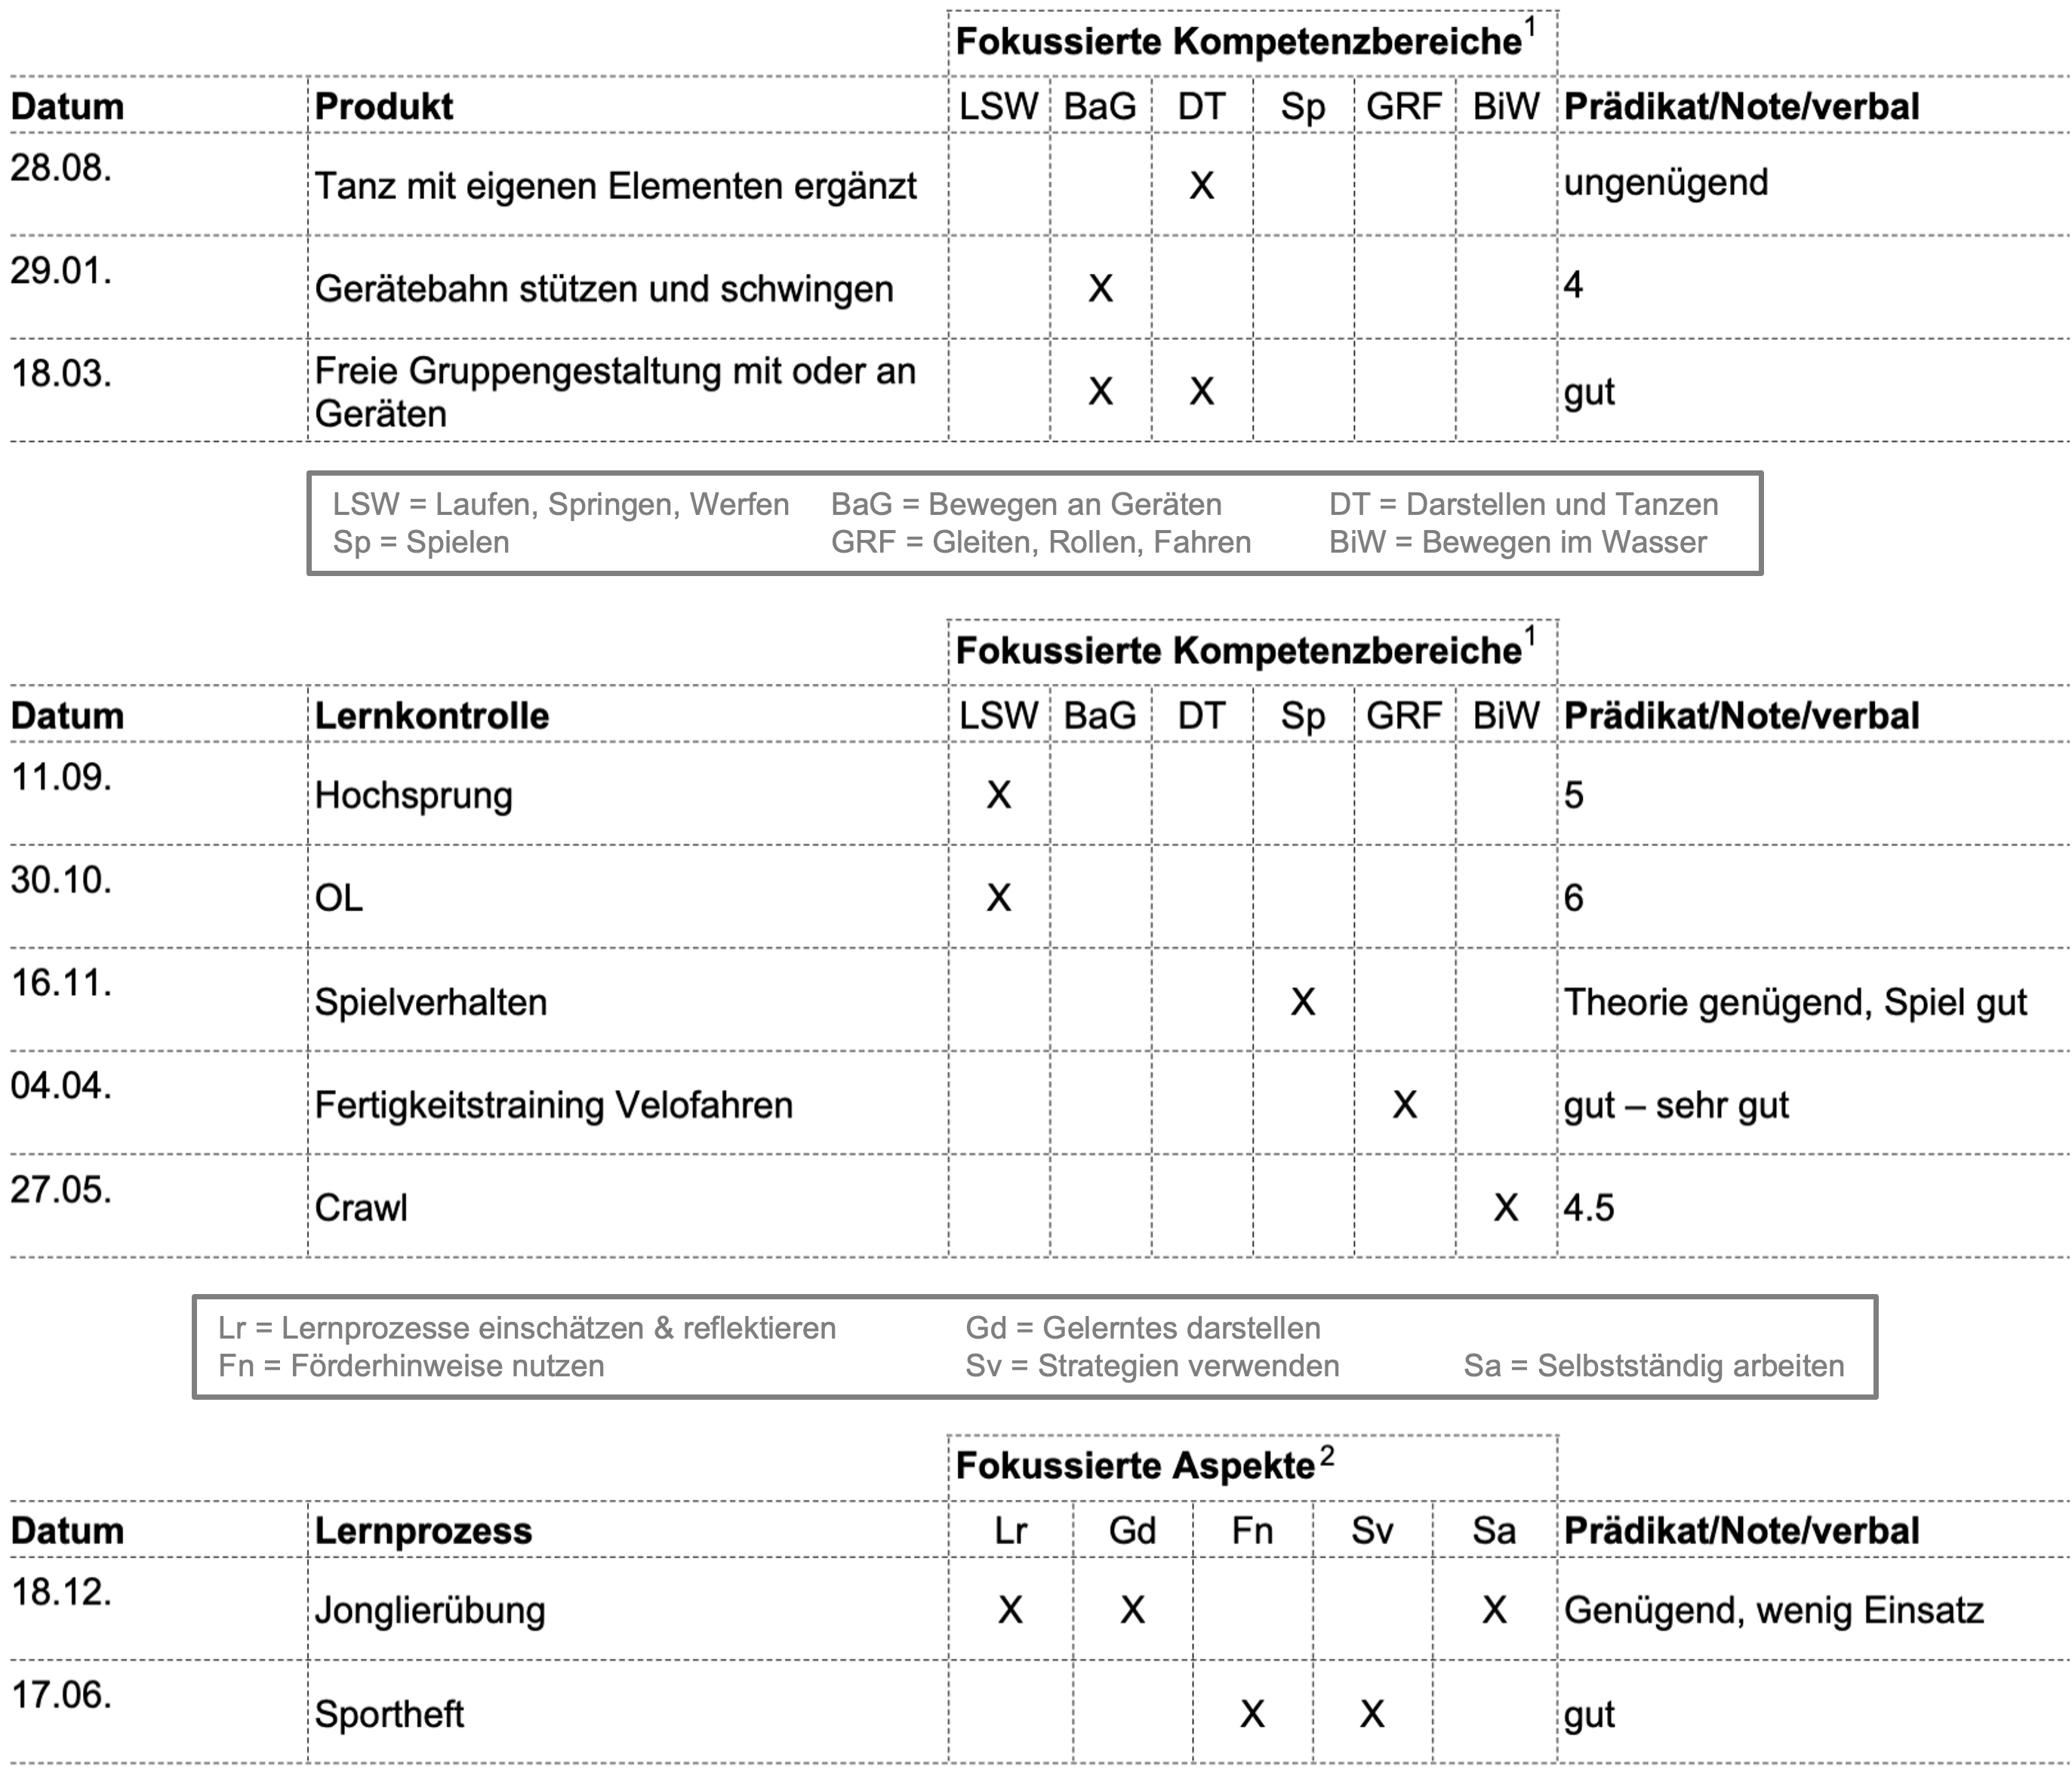 Fokussierte Kompetenzbereiche1
Datum Produkt LSW BaG DT Sp GRF BiW Prädikat/Note/verbal
28.08. Tanz mit eigenen Elementen ergänzt X ungenügend
29.01. Gerätebahn stützen und schwingen X 4
18.03. Freie Gruppengestaltung mit oder an
Geräten X X gut
LSW = Laufen, Springen, Werfen BaG = Bewegen an Geräten DT = Darstellen und Tanzen
Sp = Spielen GRF = Gleiten, Rollen, Fahren BiW = Bewegen im Wasser
Fokussierte Kompetenzbereiche1
Datum Lernkontrolle LSW BaG DT Sp GRF BiW Prädikat/Note/verbal
11.09. Hochsprung X 5
30.10. OL X 6
16.11. Spielverhalten X Theorie genügend, Spiel gut
04.04. Fertigkeitstraining Velofahren X gut – sehr gut
27.05. Crawl X 4.5
Lr = Lernprozesse einschätzen & reflektieren Gd = Gelerntes darstellen
Fn = Förderhinweise nutzen Sv = Strategien verwenden Sa = Selbstständig arbeiten
Fokussierte Aspekte2
Datum Lernprozess Lr Gd Fn Sv Sa Prädikat/Note/verbal
18.12. Jonglierübung X X X Genügend, wenig Einsatz
17.06. Sportheft X X gut